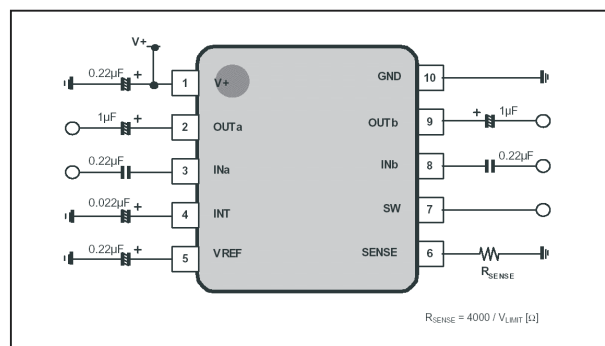 V+
0.22µF +
1
V+
1µF +
2
OUTa
0.22µF
3
INa
0.022µF +
4
INT
0.22µF +
5
VREF
GND
10
OUTb
9
+ 1µF
INb
8
0.22µF
SW
7
SENSE
6
RSENSE
RSENSE = 4000 / VLIMIT [Ω]